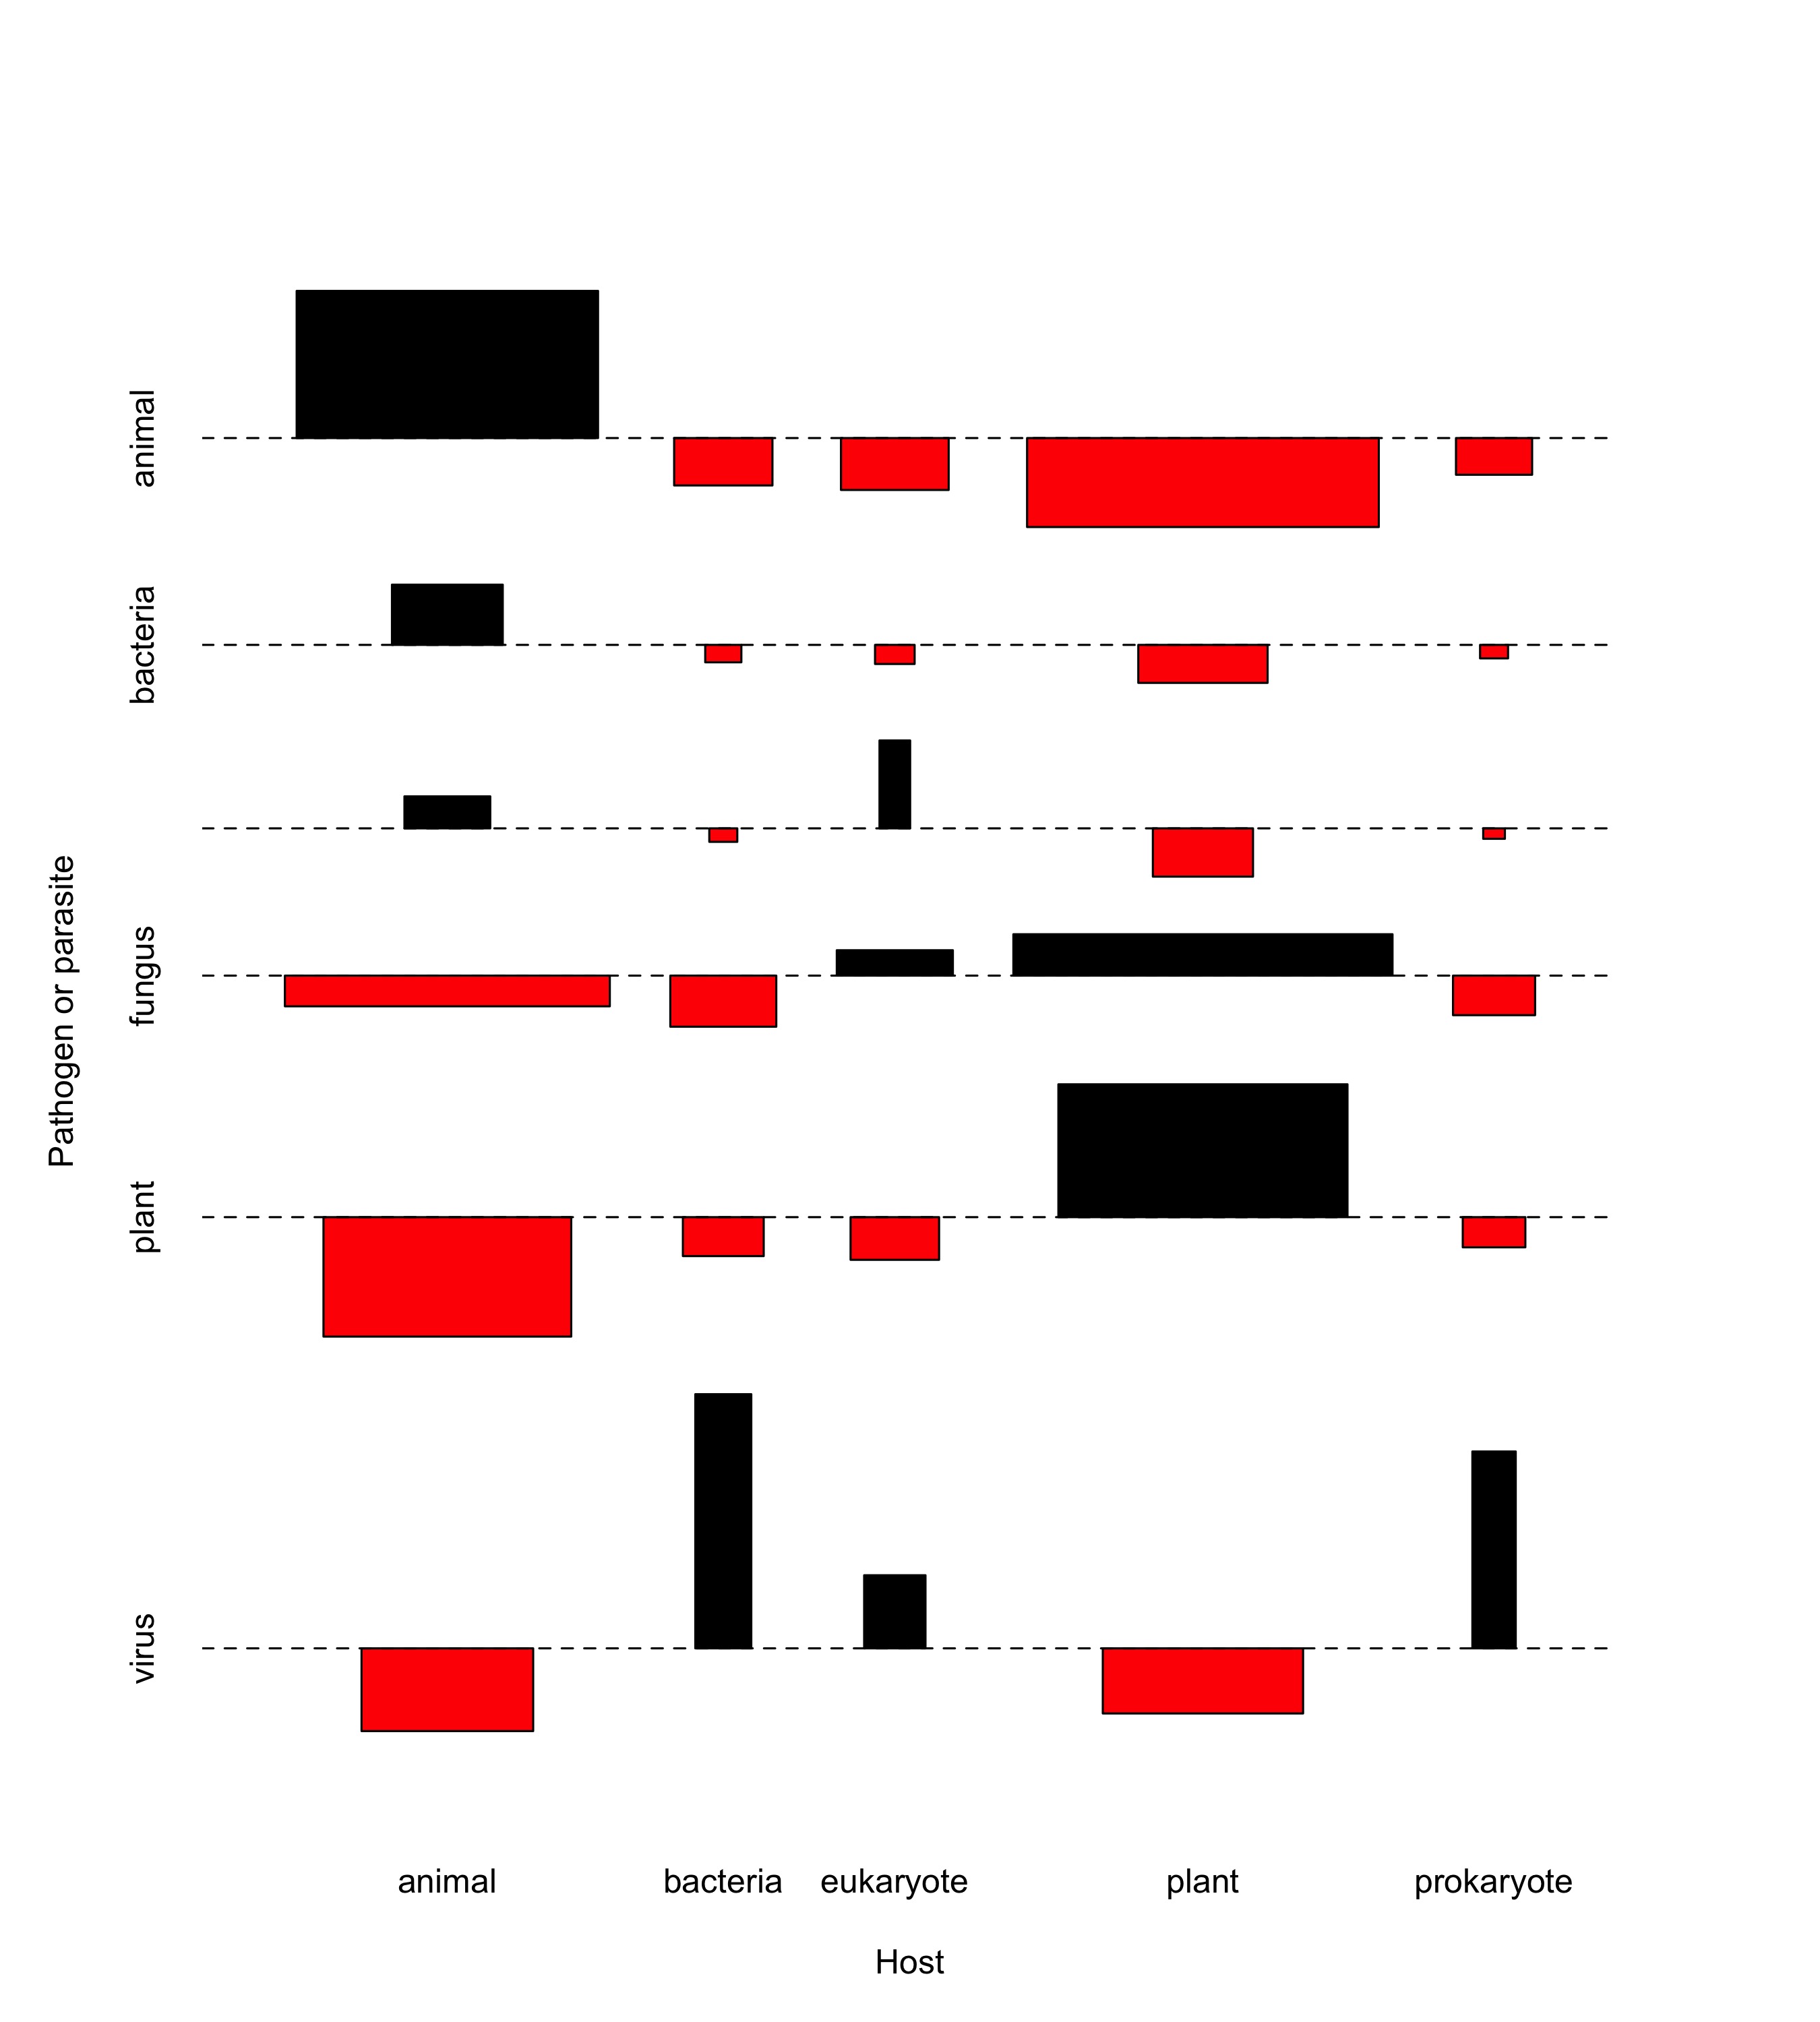 Pathogen or parasite
animal
bacteria
fungus
plant
virus
animal bacteria eukaryote plant prokaryote
Host